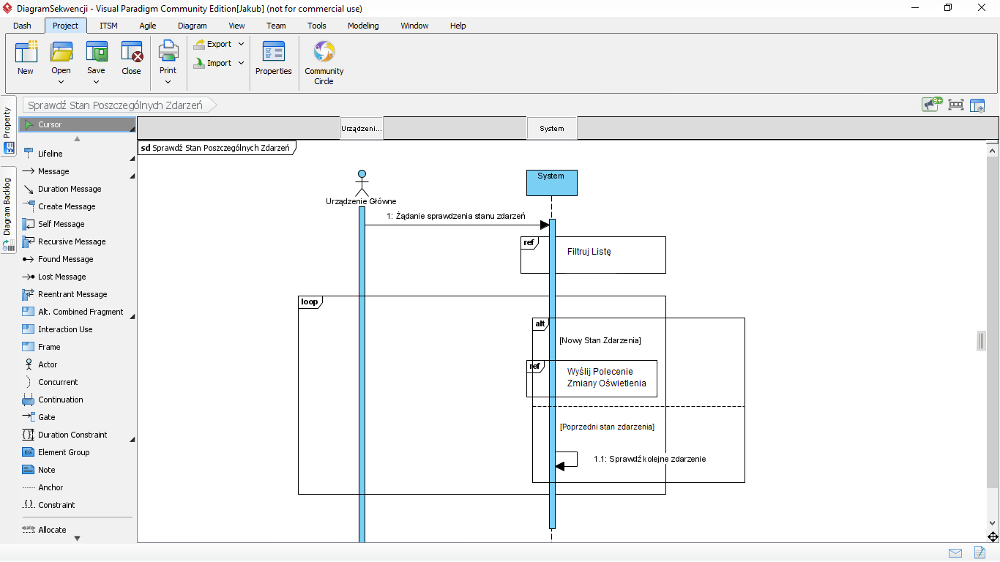 DiagramSekwencji - Visual Paradigm Community Edition[Jakub] (not for commercial use)
Dash Project ITSM Agile Diagram View Team Tools Modeling Window Help
New Open Save Close Print Export Import Properties Community Circle
Sprawdź Stan Poszczególnych Zdarzeń
9+
Property
Diagram Backlog
Cursor
Lifeline
Message
Duration Message
Create Message
Self Message
Recursive Message
Found Message
Lost Message
Reentrant Message
Alt. Combined Fragment
Interaction Use
Frame
Actor
Concurrent
Continuation
Gate
Duration Constraint
Element Group
Note
Anchor
Constraint
Allocate
Urządzeni... System
sd Sprawdź Stan Poszczególnych Zdarzeń
System
Urządzenie Główne
1: Żądanie sprawdzenia stanu zdarzeń
ref
Filtruj Listę
loop
alt
[Nowy Stan Zdarzenia]
ref
Wyślij Polecenie
Zmiany Oświetlenia
[Poprzedni stan zdarzenia]
1.1: Sprawdź kolejne zdarzenie